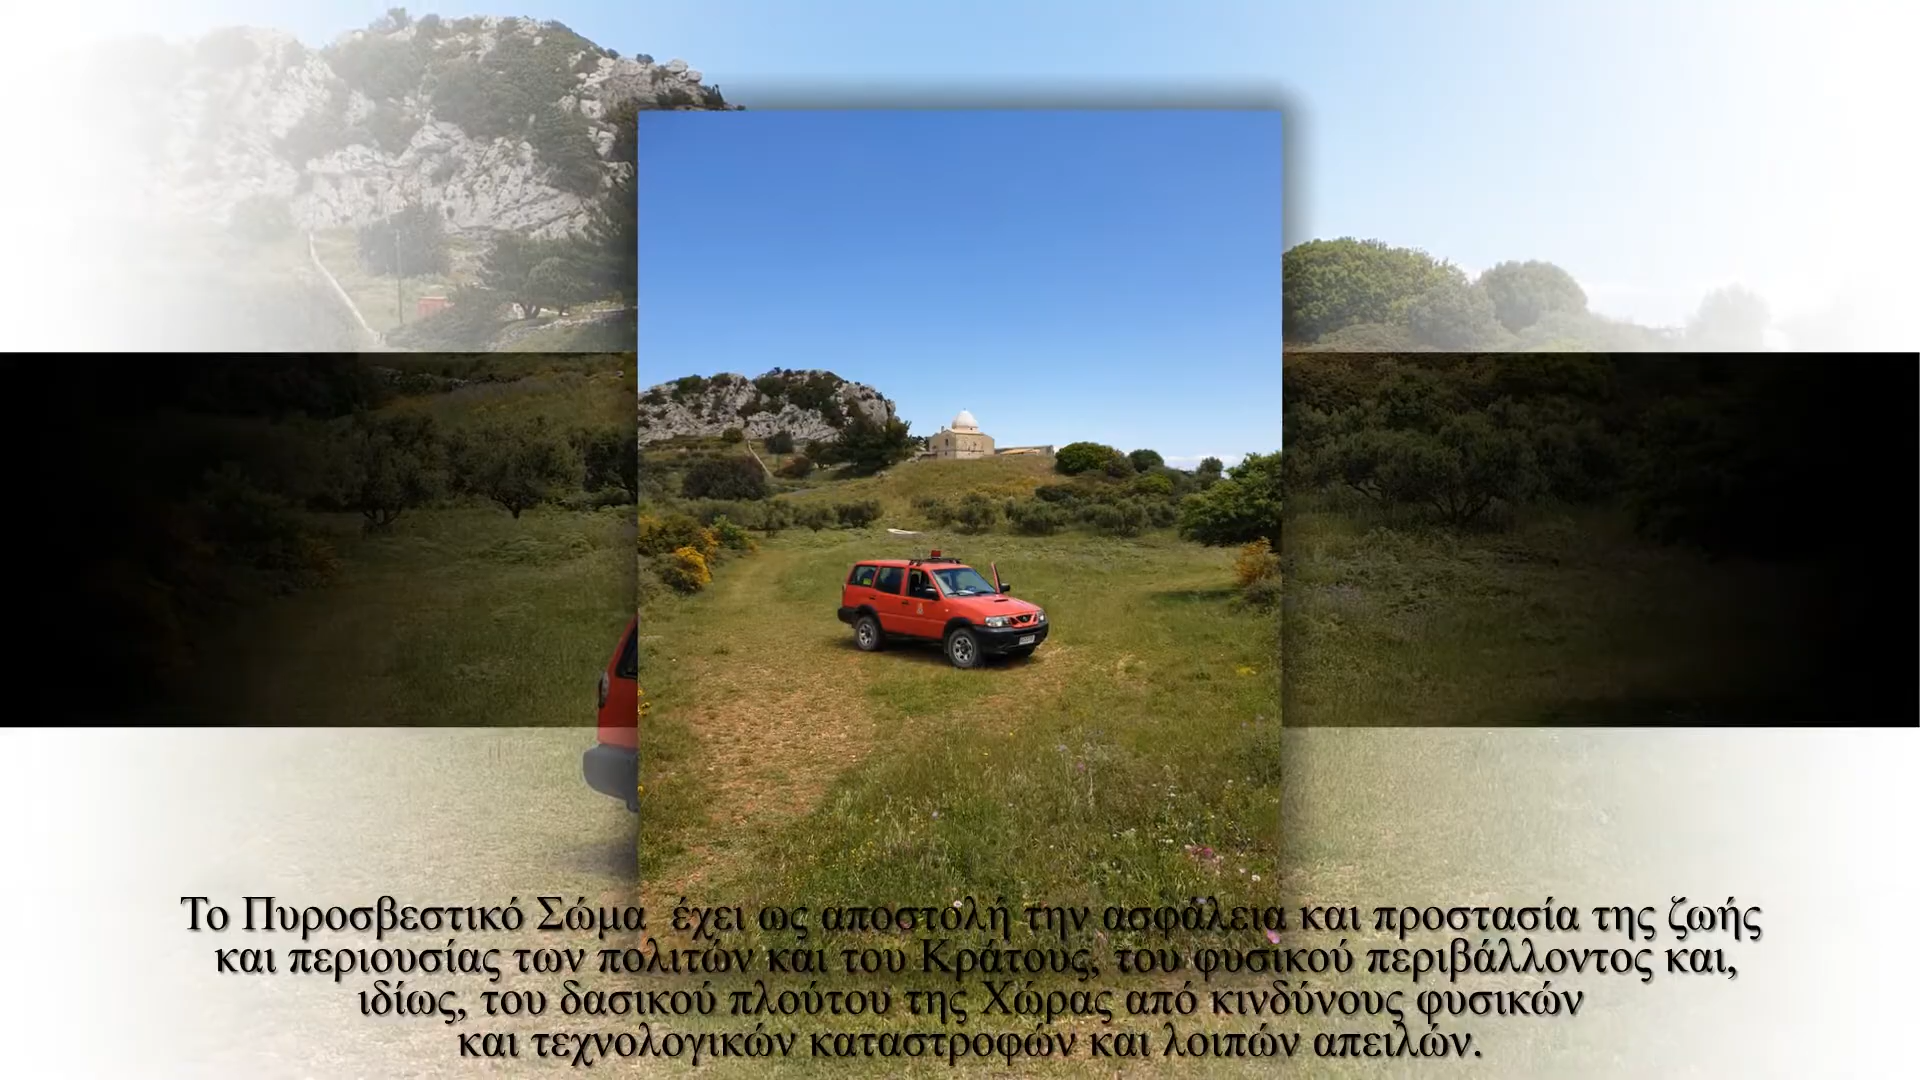 Το Πυροσβεστικό Σώμα έχει ως αποστολή την ασφάλεια και προστασία της ζωής
και περιουσίας των πολιτών και του Κράτους, του φυσικού περιβάλλοντος και,
ιδίως, του δασικού πλούτου της Χώρας από κινδύνους φυσικών
και τεχνολογικών καταστροφών και λοιπών απειλών.